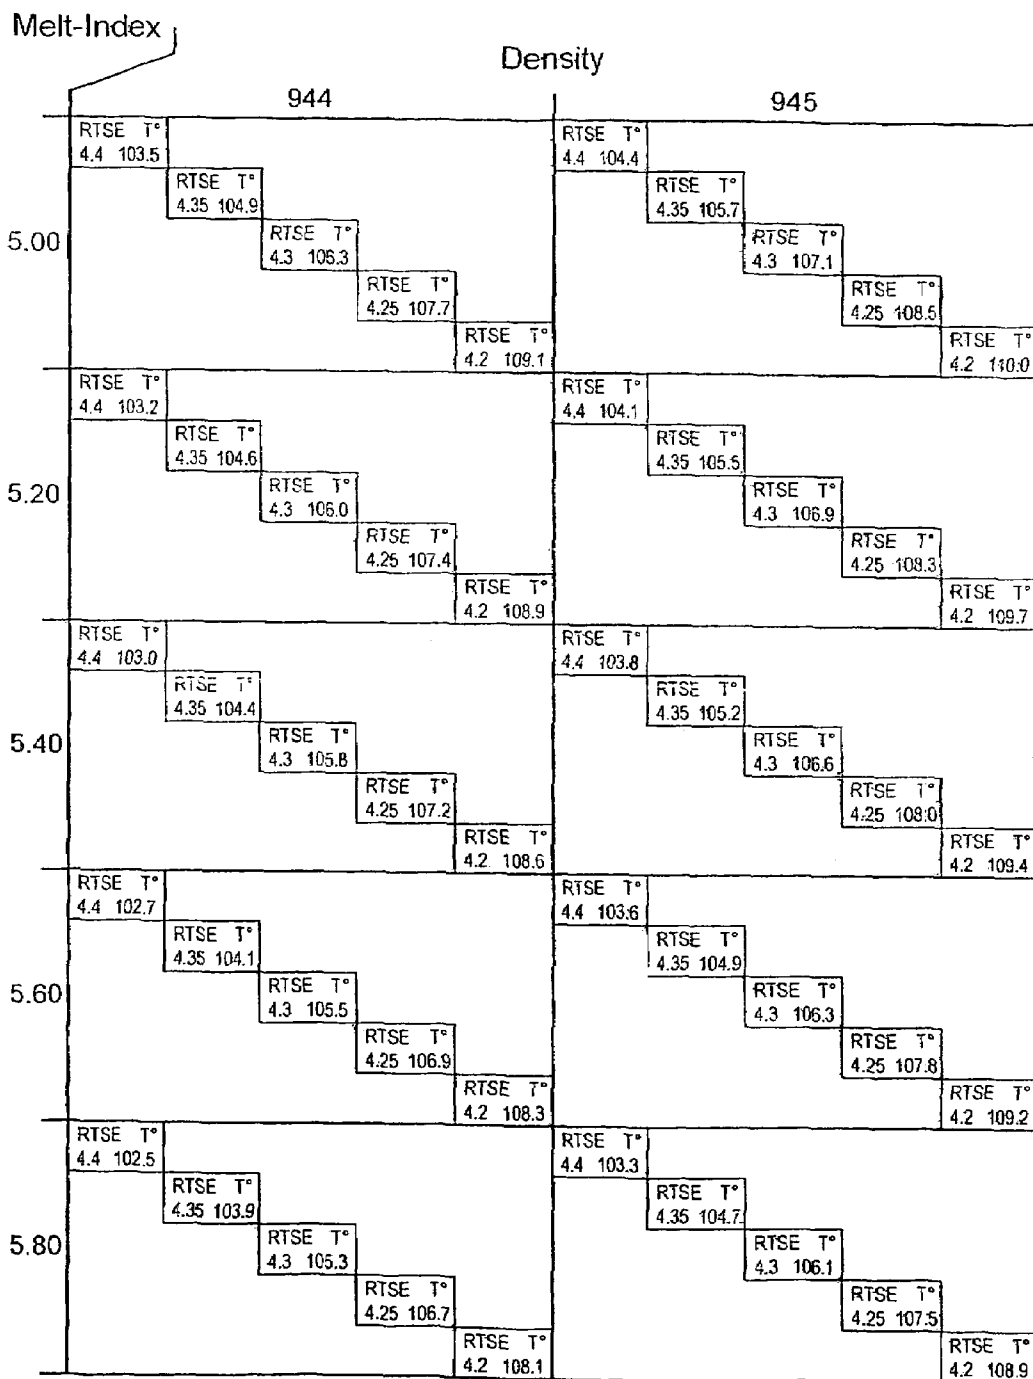 Melt-Index
Density
944 945
RTSE T° RTSE T°
4.4 103.5 4.4 104.4
RTSE T° RTSE T°
4.35 104.9 4.35 105.7
5.00
RTSE T° RTSE T°
4.3 106.3 4.3 107.1
RTSE T° RTSE T°
4.25 107.7 4.25 108.5
RTSE T° RTSE T°
4.2 109.1 4.2 110.0
RTSE T° RTSE T°
4.4 103.2 4.4 104.1
RTSE T° RTSE T°
4.35 104.6 4.35 105.5
5.20
RTSE T° RTSE T°
4.3 106.0 4.3 106.9
RTSE T° RTSE T°
4.25 107.4 4.25 108.3
RTSE T° RTSE T°
4.2 108.9 4.2 109.7
RTSE T° RTSE T°
4.4 103.0 4.4 103.8
RTSE T° RTSE T°
4.35 104.4 4.35 105.2
5.40
RTSE T° RTSE T°
4.3 105.8 4.3 106.6
RTSE T° RTSE T°
4.25 107.2 4.25 108.0
RTSE T° RTSE T°
4.2 108.6 4.2 109.4
RTSE T° RTSE T°
4.4 102.7 4.4 103.6
RTSE T° RTSE T°
4.35 104.1 4.35 104.9
5.60
RTSE T° RTSE T°
4.3 105.5 4.3 106.3
RTSE T° RTSE T°
4.25 106.9 4.25 107.8
RTSE T° RTSE T°
4.2 108.3 4.2 109.2
RTSE T° RTSE T°
4.4 102.5 4.4 103.3
RTSE T° RTSE T°
4.35 103.9 4.35 104.7
5.80
RTSE T° RTSE T°
4.3 105.3 4.3 106.1
RTSE T° RTSE T°
4.25 106.7 4.25 107.5
RTSE T° RTSE T°
4.2 108.1 4.2 108.9